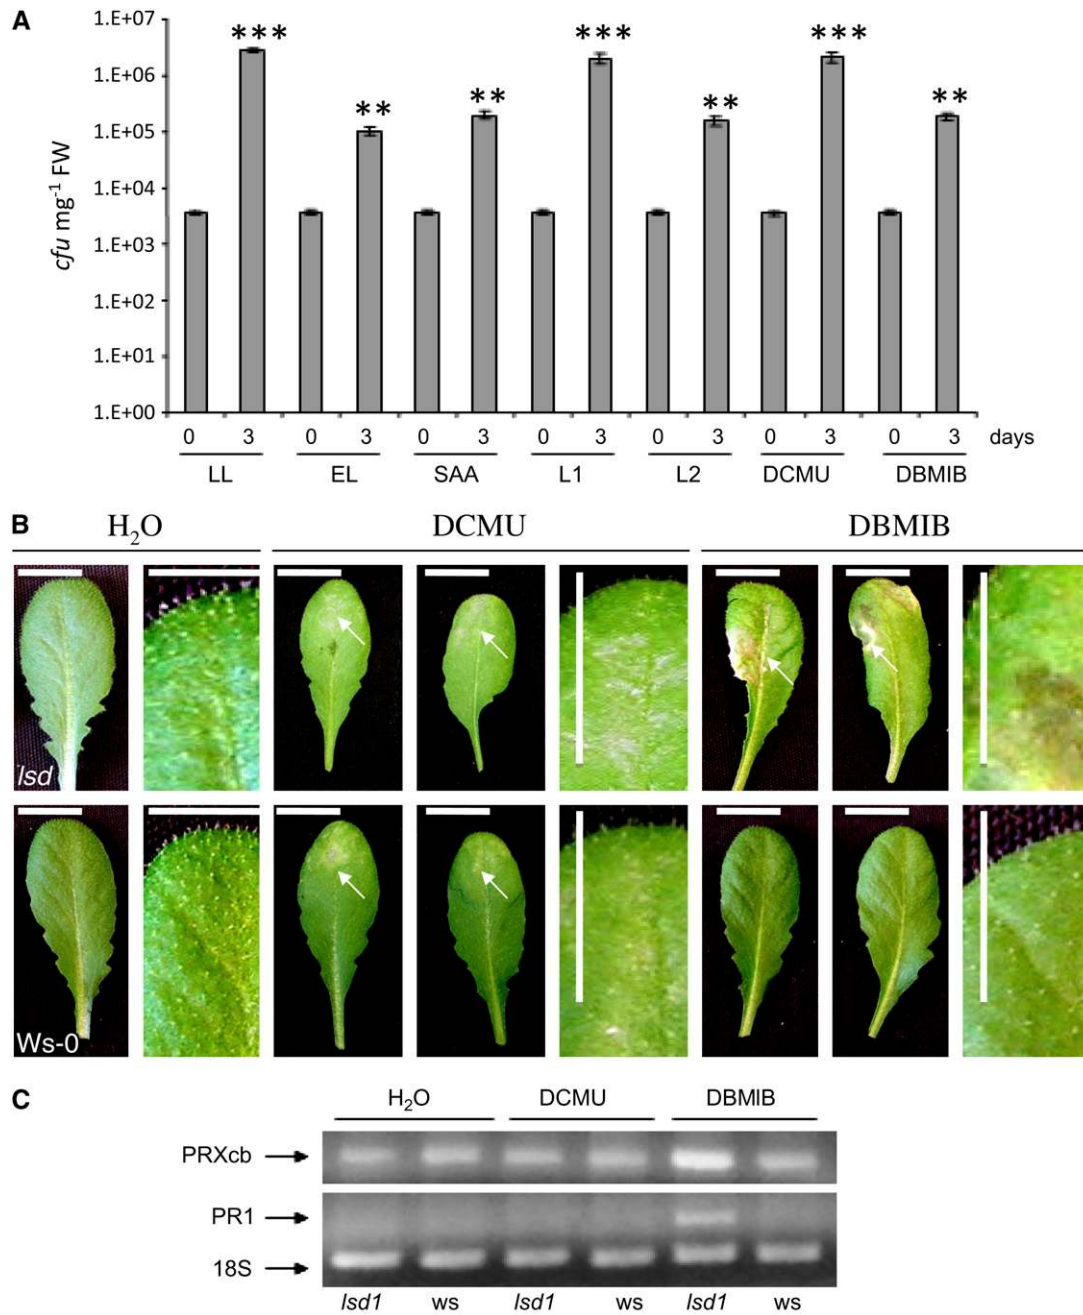 A
1.E+07
1.E+06
1.E+05
1.E+04
1.E+03
1.E+02
1.E+01
1.E+00
cfu mg⁻¹ FW
*** ** ** *** ** *** **
0 3 0 3 0 3 0 3 0 3 0 3 0 3 days
LL EL SAA L1 L2 DCMU DBMIB
B
H₂O DCMU DBMIB
lsd
Ws-0
C
H₂O DCMU DBMIB
PRXcb
PR1
18S
lsd1 ws lsd1 ws lsd1 ws